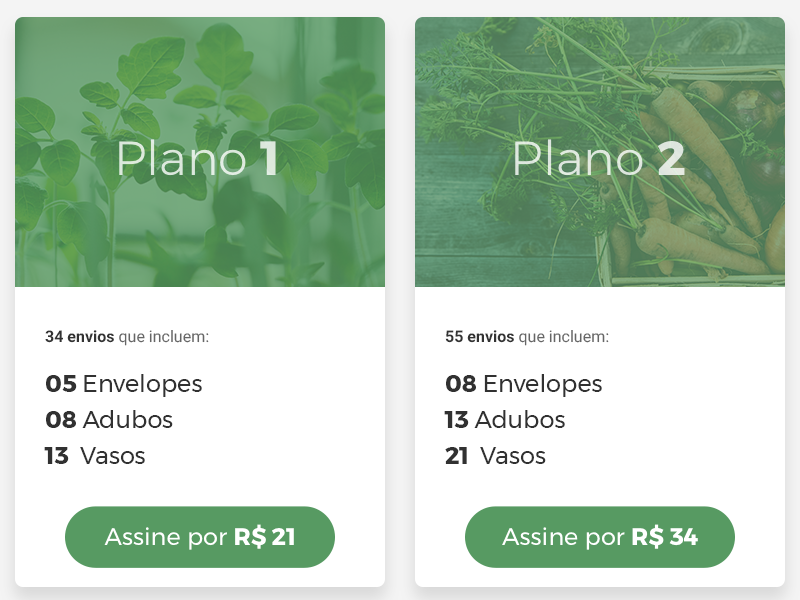 Plano 1
34 envios que incluem:
05 Envelopes
08 Adubos
13 Vasos
Assine por R$ 21
Plano 2
55 envios que incluem:
08 Envelopes
13 Adubos
21 Vasos
Assine por R$ 34